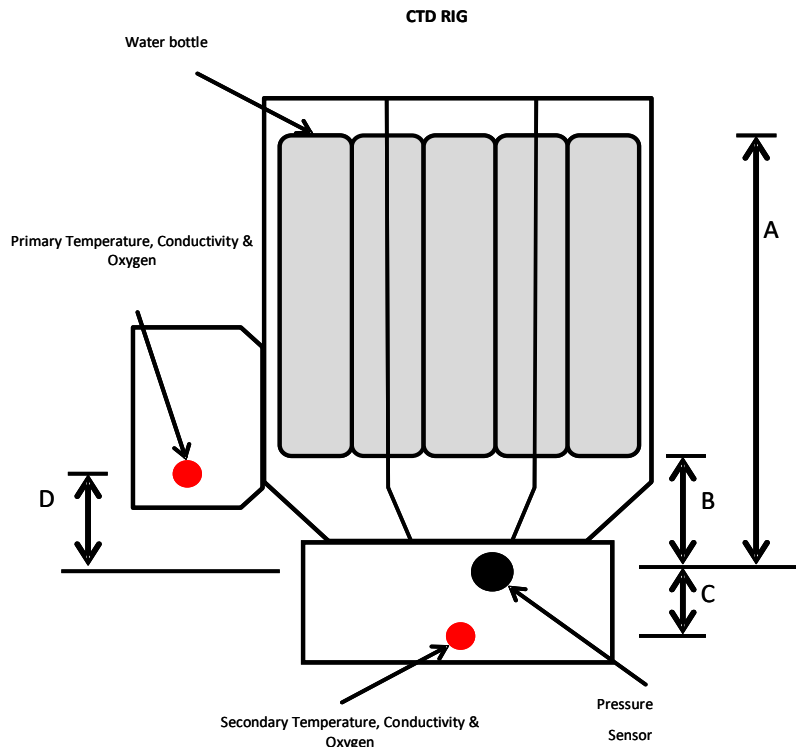 CTD RIG
Water bottle
Primary Temperature, Conductivity &
Oxygen
A
D
B
C
Secondary Temperature, Conductivity &
Oxygen
Pressure
Sensor